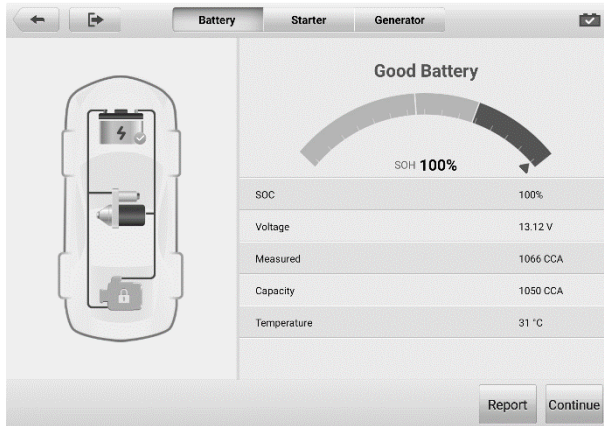 Battery Starter Generator
Good Battery
SOH 100%
SOC 100%
Voltage 13.12 V
Measured 1066 CCA
Capacity 1050 CCA
Temperature 31 °C
Report Continue